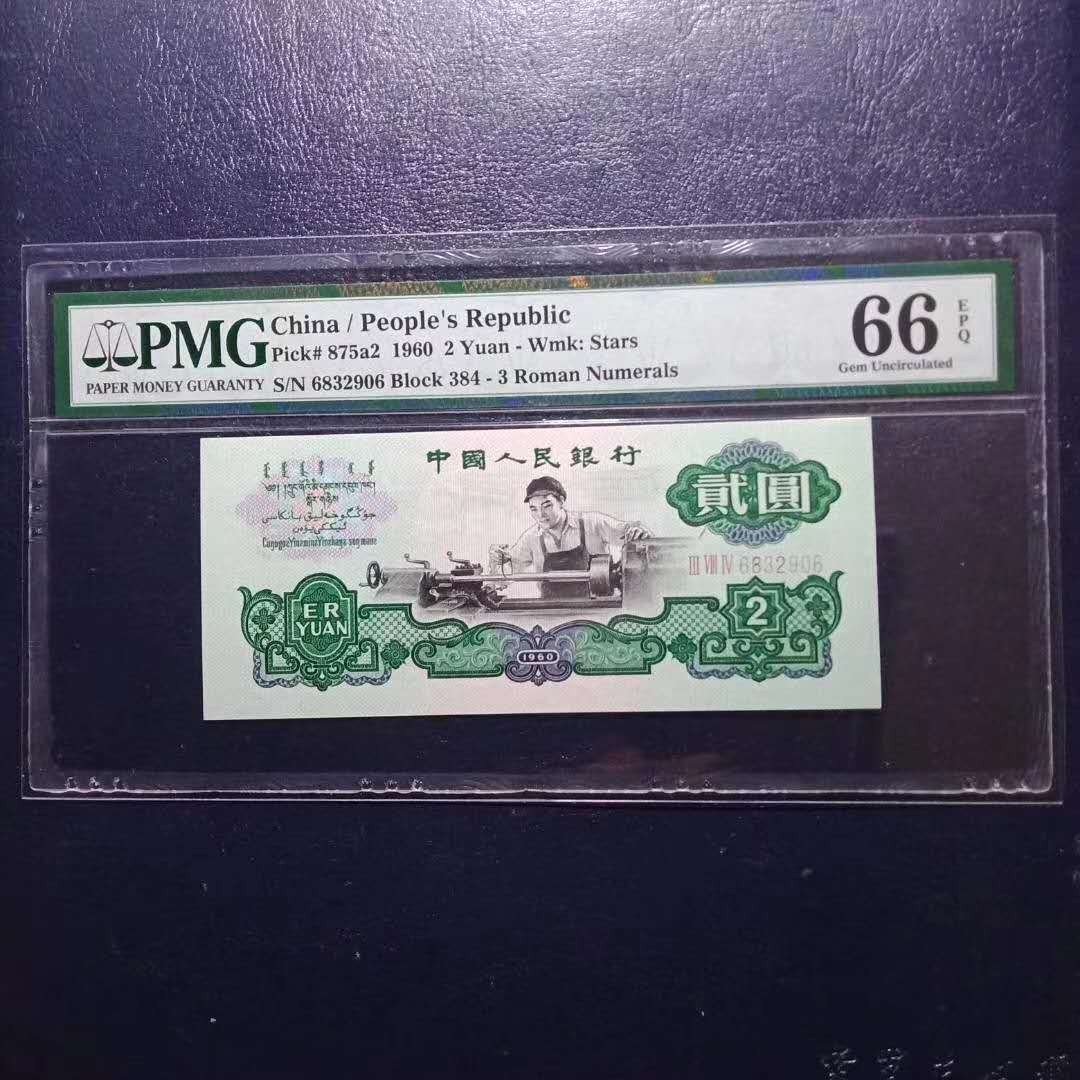 PMG
PAPER MONEY GUARANTY
China / People's Republic
Pick# 875a2 1960 2 Yuan - Wmk: Stars
S/N 6832906 Block 384 - 3 Roman Numerals
66
EPQ
Gem Uncirculated
中國人民銀行
貳圓
III VIII IV 6832906
ER
YUAN
1960
2